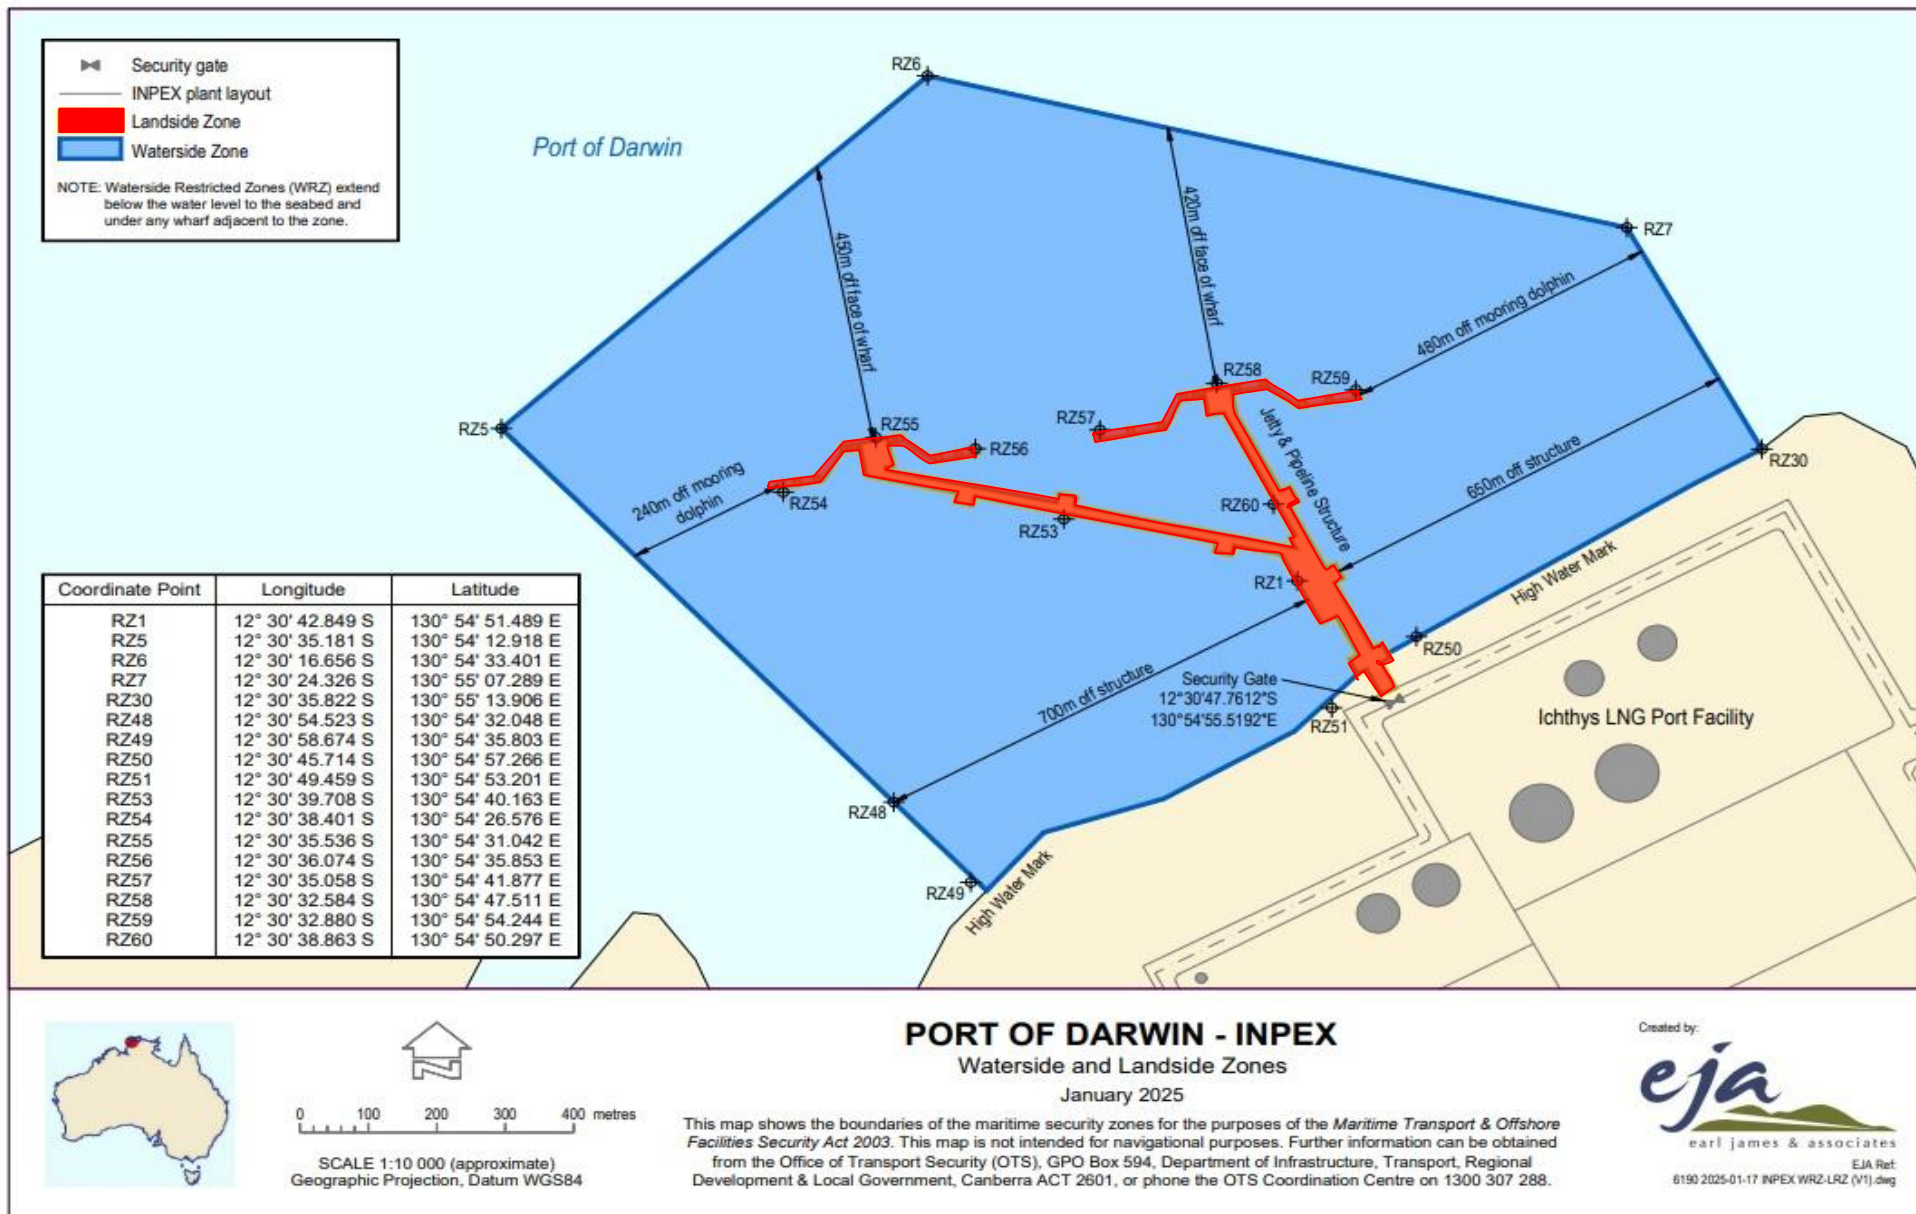 Security gate
INPEX plant layout
Landside Zone
Waterside Zone
NOTE: Waterside Restricted Zones (WRZ) extend
below the water level to the seabed and
under any wharf adjacent to the zone.
Port of Darwin
RZ6
RZ7
RZ5
RZ30
450m off face of wharf
420m off face of wharf
480m off mooring dolphin
650m off structure
RZ58
RZ59
RZ57
RZ55
RZ56
RZ54
RZ53
RZ60
RZ1
240m off mooring
dolphin
Jetty & Pipeline Structure
700m off structure
High Water Mark
RZ50
RZ51
Security Gate
12°30'47.7612"S
130°54'55.5192"E
Ichthys LNG Port Facility
RZ48
RZ49
High Water Mark
Coordinate Point Longitude Latitude
RZ1 12° 30' 42.849 S 130° 54' 51.489 E
RZ5 12° 30' 35.181 S 130° 54' 12.918 E
RZ6 12° 30' 16.656 S 130° 54' 33.401 E
RZ7 12° 30' 24.326 S 130° 55' 07.289 E
RZ30 12° 30' 35.822 S 130° 55' 13.906 E
RZ48 12° 30' 54.523 S 130° 54' 32.048 E
RZ49 12° 30' 58.674 S 130° 54' 35.803 E
RZ50 12° 30' 45.714 S 130° 54' 57.266 E
RZ51 12° 30' 49.459 S 130° 54' 53.201 E
RZ53 12° 30' 39.708 S 130° 54' 40.163 E
RZ54 12° 30' 38.401 S 130° 54' 26.576 E
RZ55 12° 30' 35.536 S 130° 54' 31.042 E
RZ56 12° 30' 36.074 S 130° 54' 35.853 E
RZ57 12° 30' 35.058 S 130° 54' 41.877 E
RZ58 12° 30' 32.584 S 130° 54' 47.511 E
RZ59 12° 30' 32.880 S 130° 54' 54.244 E
RZ60 12° 30' 38.863 S 130° 54' 50.297 E
N
0 100 200 300 400 metres
SCALE 1:10 000 (approximate)
Geographic Projection, Datum WGS84
PORT OF DARWIN - INPEX
Waterside and Landside Zones
January 2025
This map shows the boundaries of the maritime security zones for the purposes of the Maritime Transport & Offshore
Facilities Security Act 2003. This map is not intended for navigational purposes. Further information can be obtained
from the Office of Transport Security (OTS), GPO Box 594, Department of Infrastructure, Transport, Regional
Development & Local Government, Canberra ACT 2601, or phone the OTS Coordination Centre on 1300 307 288.
Created by:
eja
earl james & associates
EJA Ref:
6190 2025-01-17 INPEX WRZ-LRZ (V1).dwg